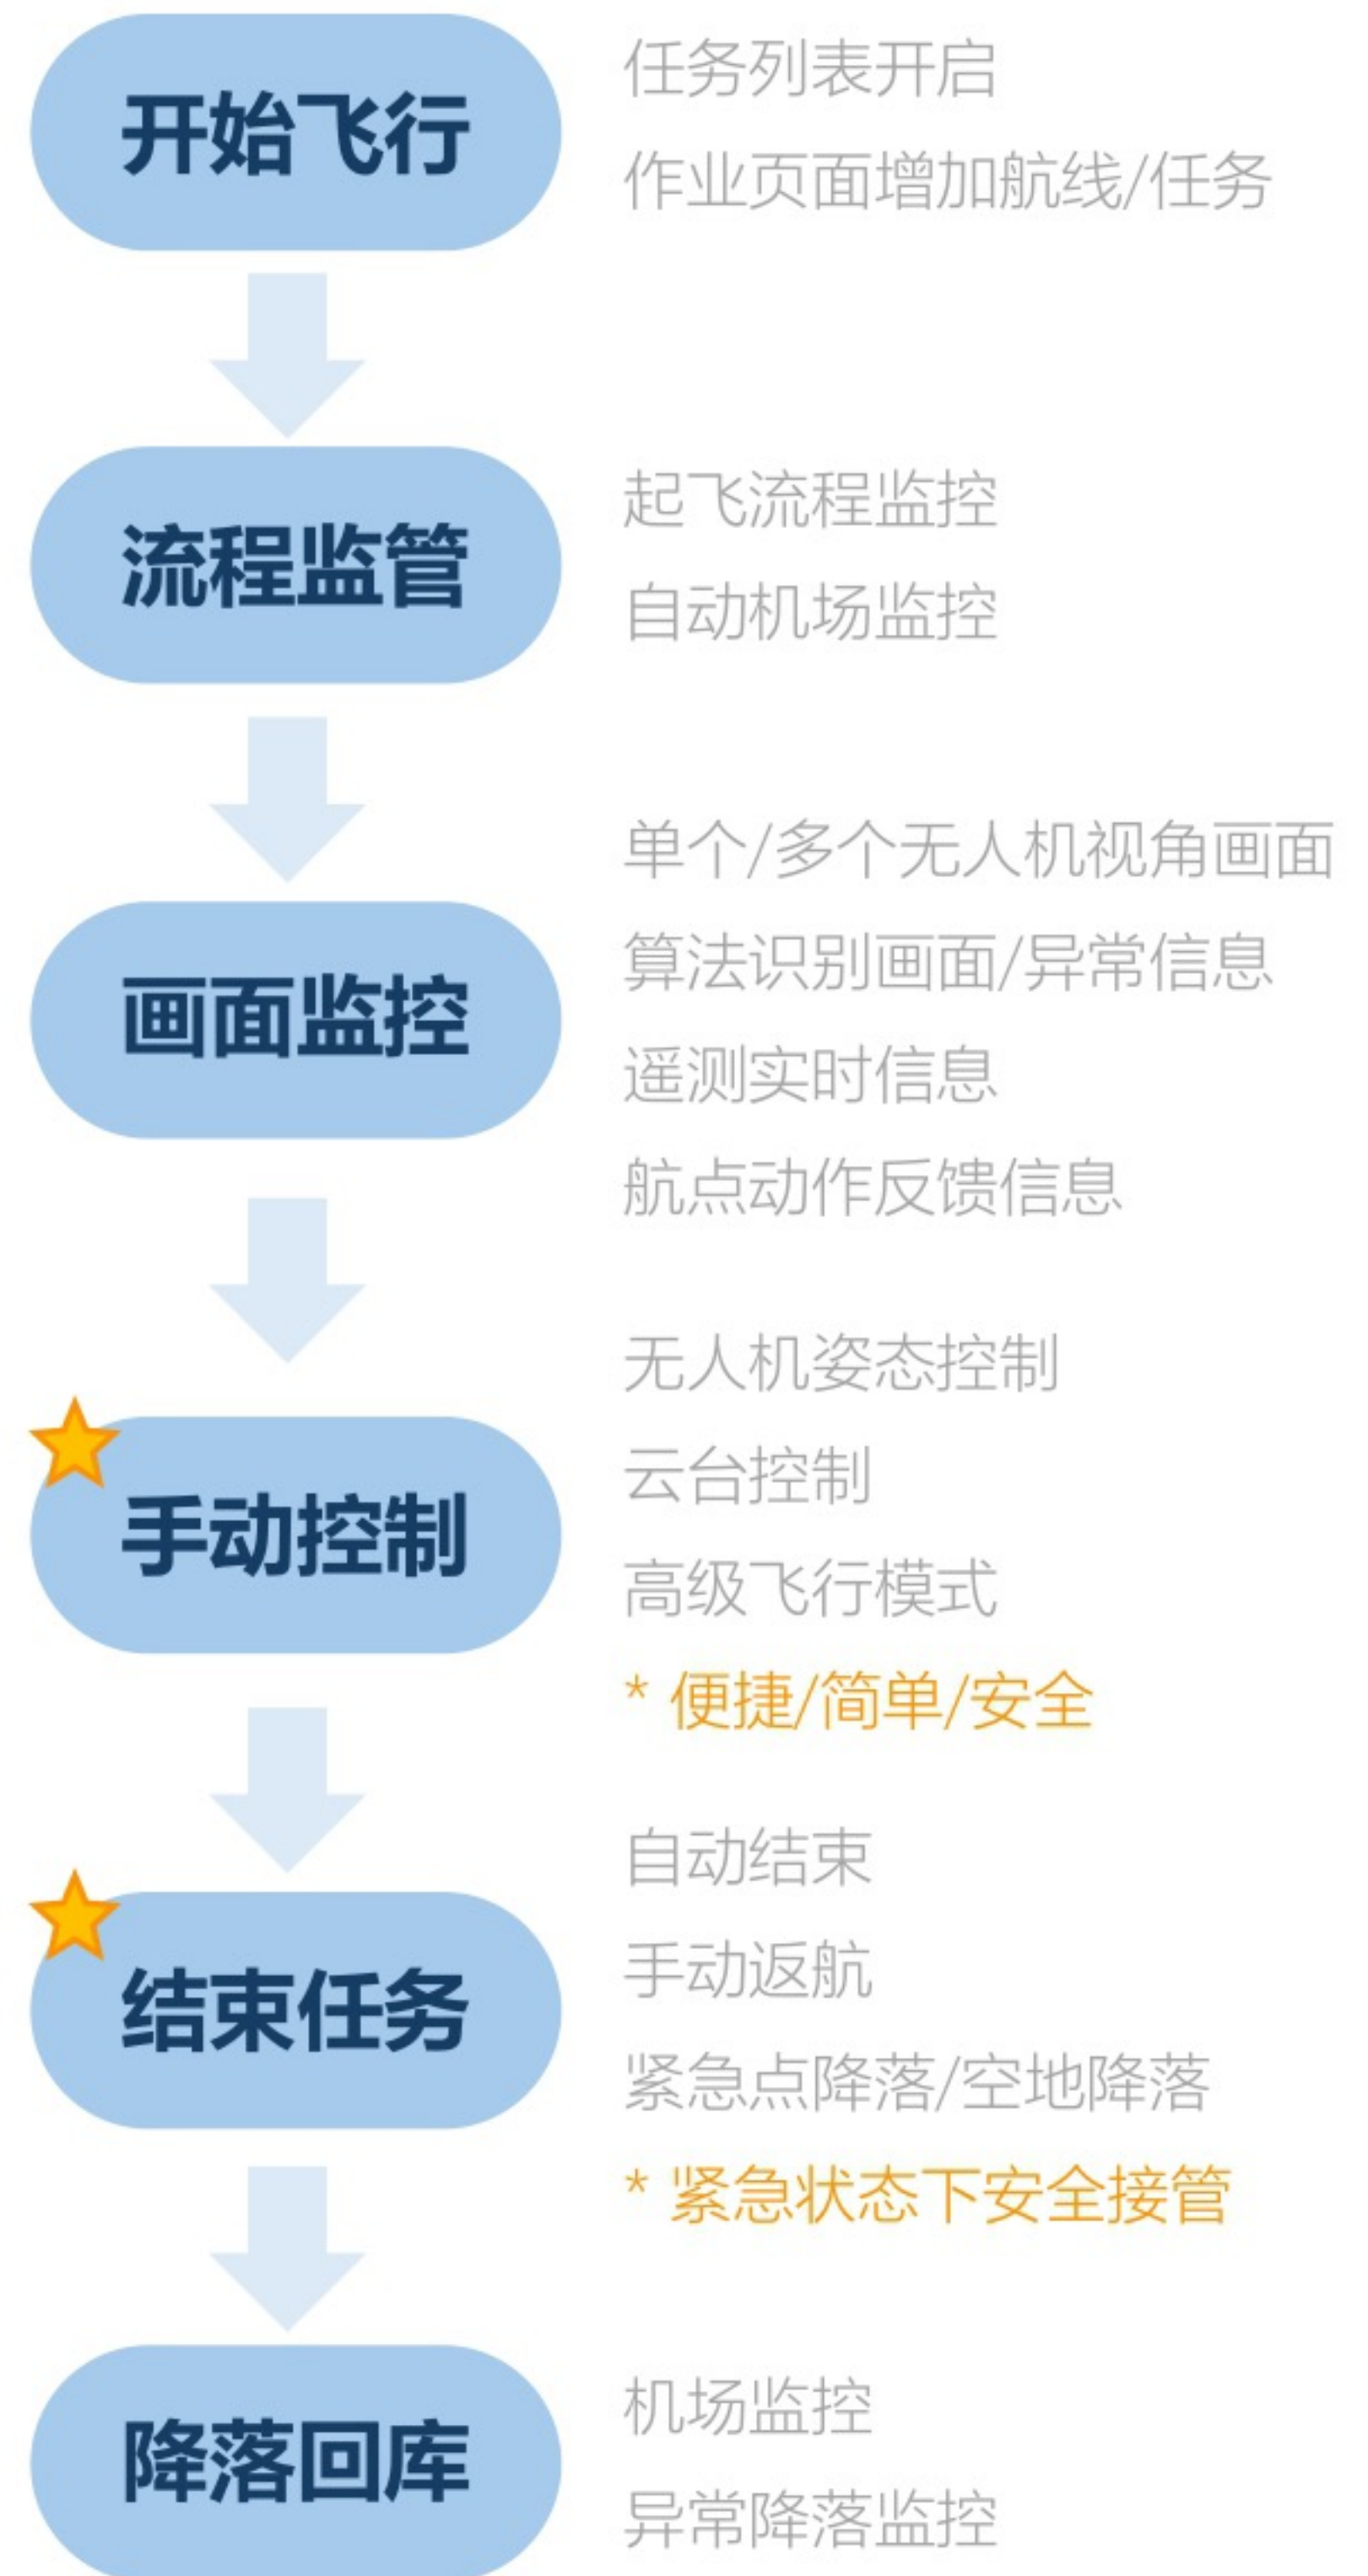 开始飞行
任务列表开启
作业页面增加航线/任务
流程监管
起飞流程监控
自动机场监控
画面监控
单个/多个无人机视角画面
算法识别画面/异常信息
遥测实时信息
航点动作反馈信息
手动控制
无人机姿态控制
云台控制
高级飞行模式
* 便捷/简单/安全
结束任务
自动结束
手动返航
紧急点降落/空地降落
* 紧急状态下安全接管
降落回库
机场监控
异常降落监控